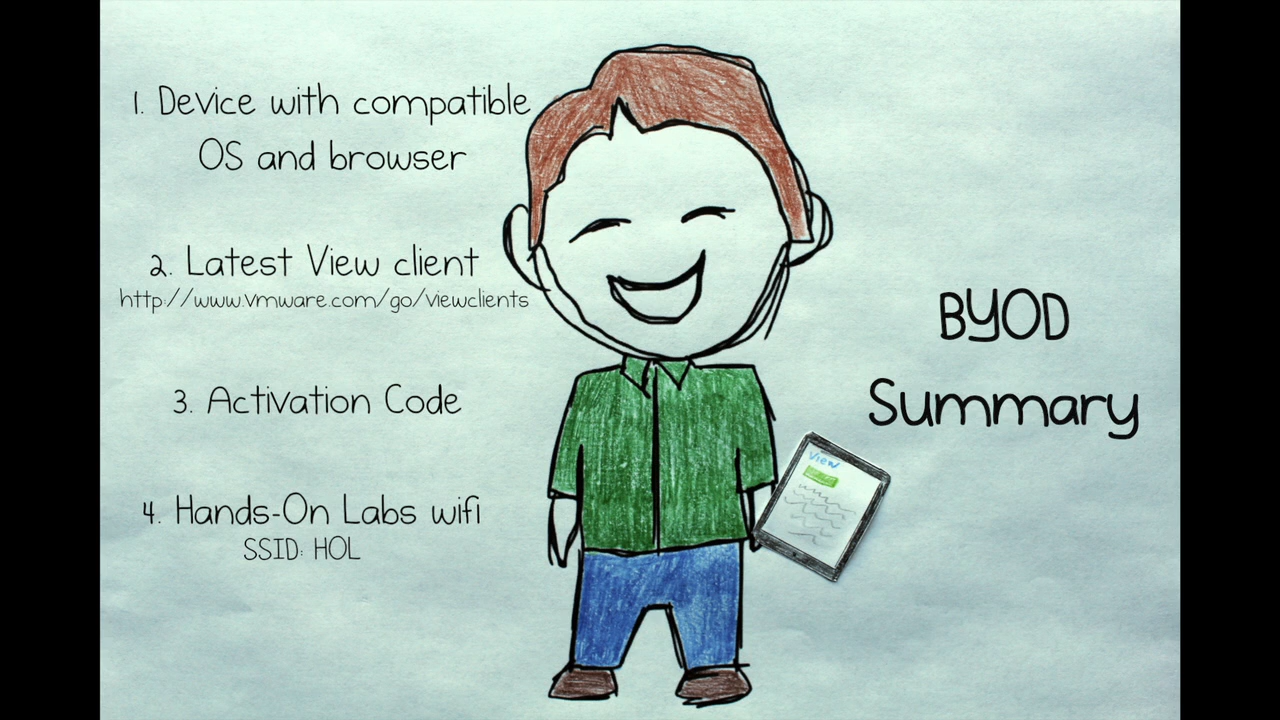 1. Device with compatible
OS and browser
2. Latest View client
http://www.vmware.com/go/viewclients
3. Activation Code
4. Hands-On Labs wifi
SSID: HOL
BYOD
Summary
View